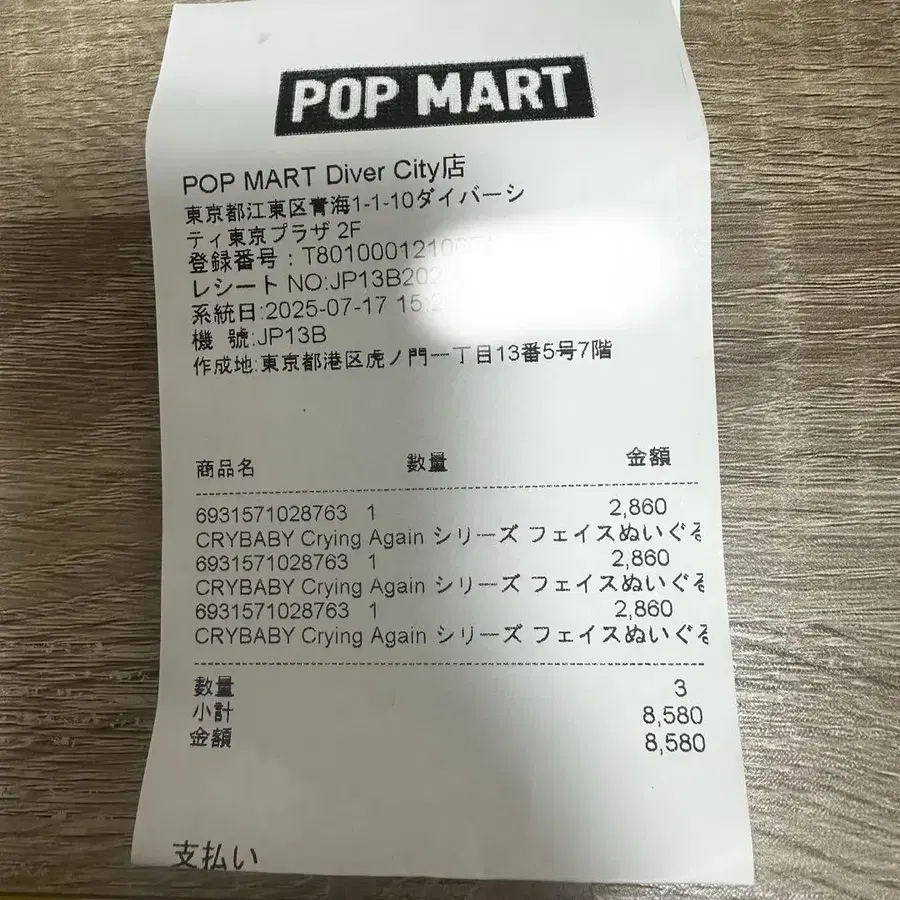 POP MART
POP MART Diver City店
東京都江東区青海1-1-10ダイバーシ
ティ東京プラザ 2F
登録番号：T8010001210
レシート NO:JP13B202
系統日:2025-07-17 15:2
機 號:JP13B
作成地:東京都港区虎ノ門一丁目13番5号7階
商品名 数量 金額
6931571028763 1 2,860
CRYBABY Crying Again シリーズ フェイスぬいぐる
6931571028763 1 2,860
CRYBABY Crying Again シリーズ フェイスぬいぐる
6931571028763 1 2,860
CRYBABY Crying Again シリーズ フェイスぬいぐる
数量 3
小計 8,580
金額 8,580
支払い